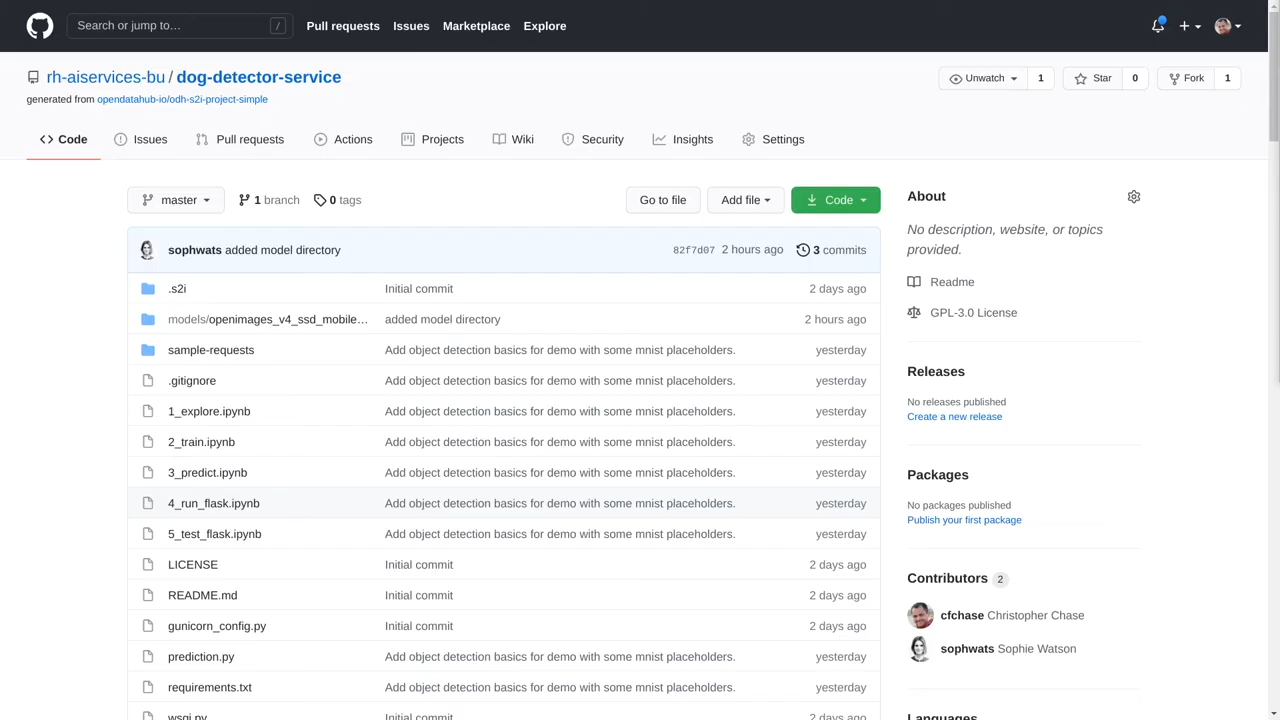 Search or jump to… /
Pull requests Issues Marketplace Explore
rh-aiservices-bu / dog-detector-service
Unwatch 1 Star 0 Fork 1
generated from opendatahub-io/odh-s2i-project-simple
Code Issues Pull requests Actions Projects Wiki Security Insights Settings
master 1 branch 0 tags Go to file Add file Code
sophwats added model directory 82f7d07 2 hours ago 3 commits
.s2i Initial commit 2 days ago
models/openimages_v4_ssd_mobile… added model directory 2 hours ago
sample-requests Add object detection basics for demo with some mnist placeholders. yesterday
.gitignore Add object detection basics for demo with some mnist placeholders. yesterday
1_explore.ipynb Add object detection basics for demo with some mnist placeholders. yesterday
2_train.ipynb Add object detection basics for demo with some mnist placeholders. yesterday
3_predict.ipynb Add object detection basics for demo with some mnist placeholders. yesterday
4_run_flask.ipynb Add object detection basics for demo with some mnist placeholders. yesterday
5_test_flask.ipynb Add object detection basics for demo with some mnist placeholders. yesterday
LICENSE Initial commit 2 days ago
README.md Initial commit 2 days ago
gunicorn_config.py Initial commit 2 days ago
prediction.py Add object detection basics for demo with some mnist placeholders. yesterday
requirements.txt Add object detection basics for demo with some mnist placeholders. yesterday
wsgi.py Initial commit 2 days ago
About
No description, website, or topics
provided.
Readme
GPL-3.0 License
Releases
No releases published
Create a new release
Packages
No packages published
Publish your first package
Contributors 2
cfchase Christopher Chase
sophwats Sophie Watson
Languages